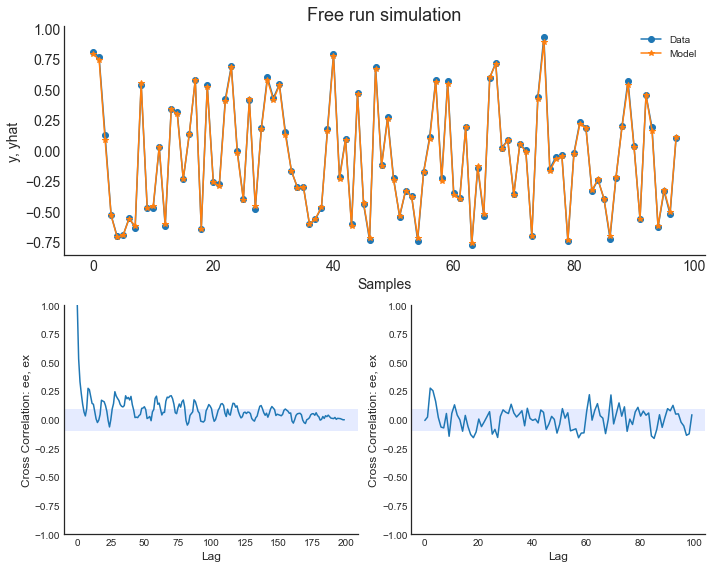 Free run simulation
1.00
0.75
0.50
0.25
0.00
−0.25
−0.50
−0.75
y, yhat
Data
Model
0 20 40 60 80 100
Samples
1.00
0.75
0.50
0.25
0.00
−0.25
−0.50
−0.75
−1.00
Cross Correlation: ee, ex
0 25 50 75 100 125 150 175 200
Lag
1.00
0.75
0.50
0.25
0.00
−0.25
−0.50
−0.75
−1.00
Cross Correlation: ee, ex
0 20 40 60 80 100
Lag